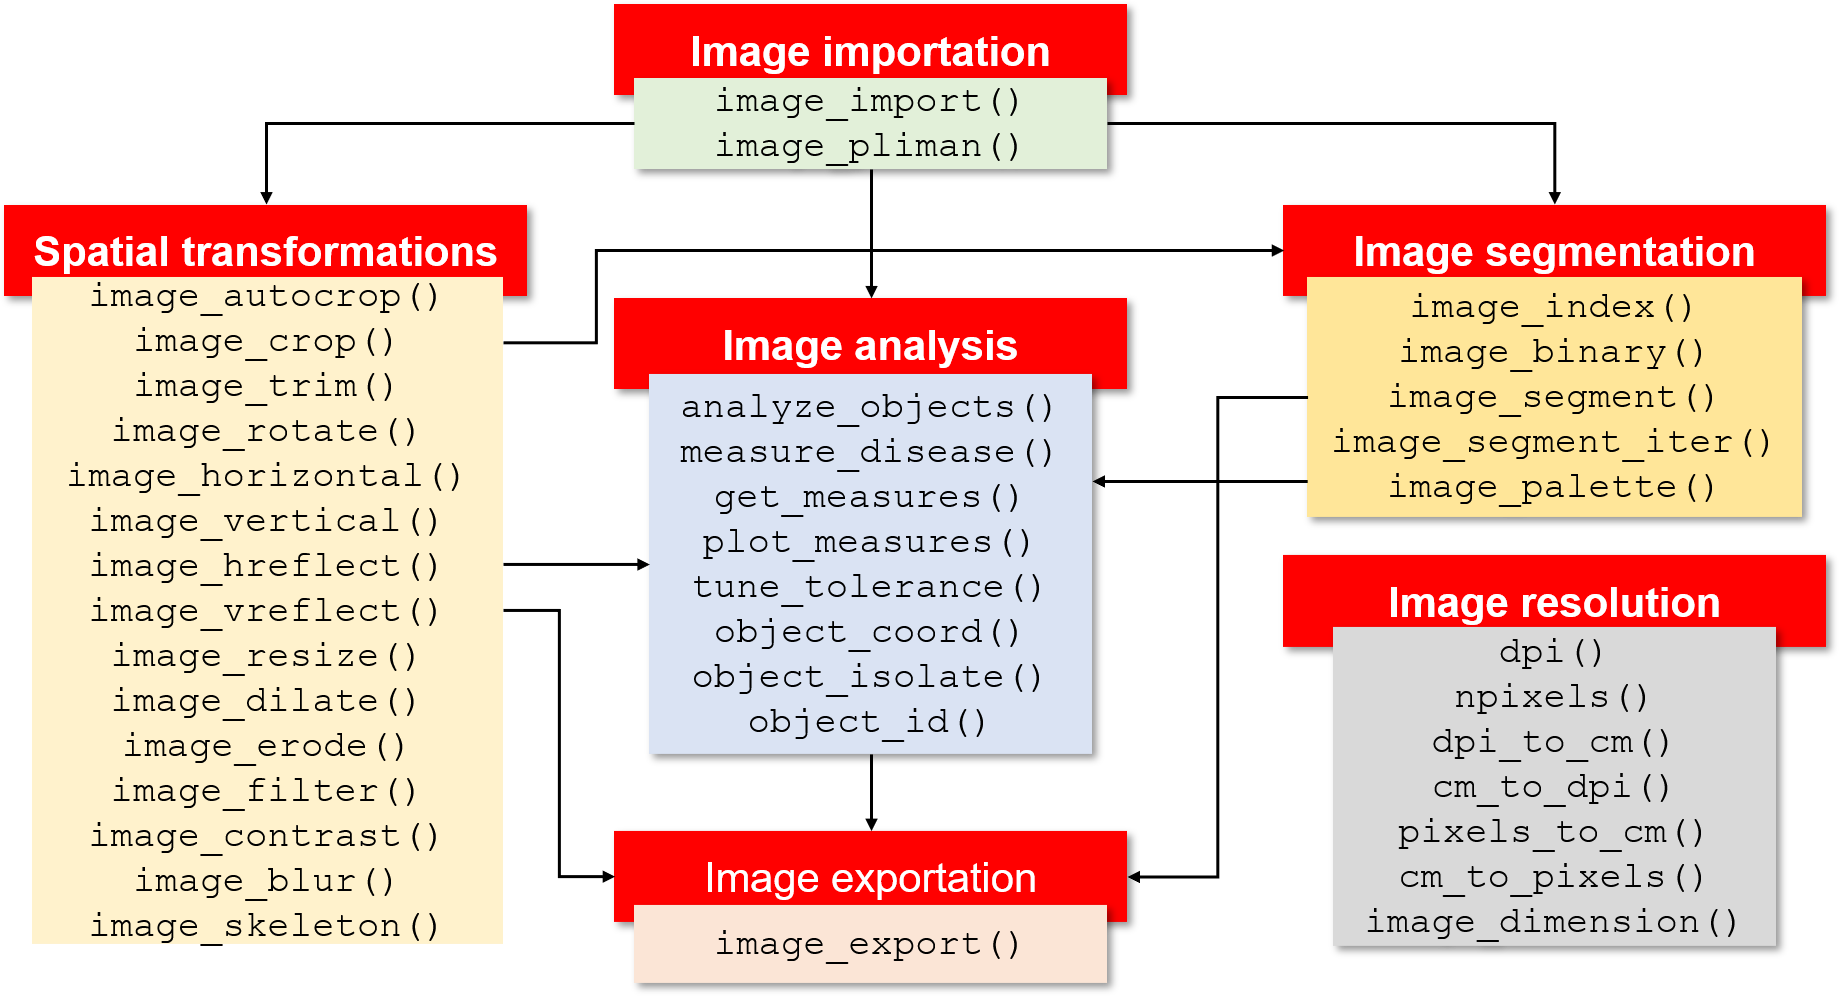 Image importation
image_import()
image_pliman()
Spatial transformations
image_autocrop()
image_crop()
image_trim()
image_rotate()
image_horizontal()
image_vertical()
image_hreflect()
image_vreflect()
image_resize()
image_dilate()
image_erode()
image_filter()
image_contrast()
image_blur()
image_skeleton()
Image analysis
analyze_objects()
measure_disease()
get_measures()
plot_measures()
tune_tolerance()
object_coord()
object_isolate()
object_id()
Image segmentation
image_index()
image_binary()
image_segment()
image_segment_iter()
image_palette()
Image resolution
dpi()
npixels()
dpi_to_cm()
cm_to_dpi()
pixels_to_cm()
cm_to_pixels()
image_dimension()
Image exportation
image_export()